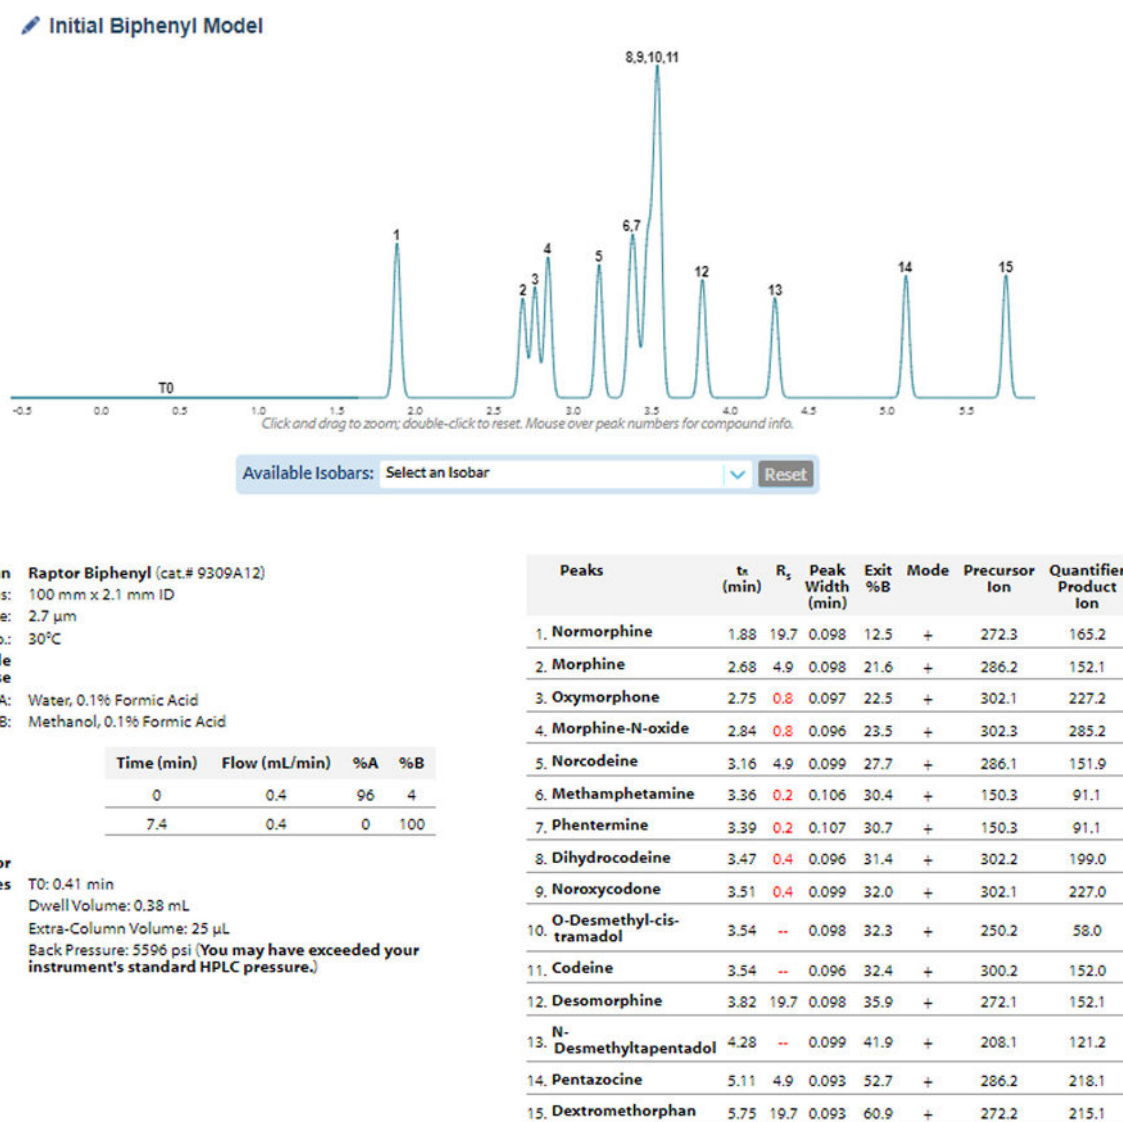 Initial Biphenyl Model
8,9,10,11
1
2
3
4
5
6,7
12
13
14
15
T0
-0.5 0.0 0.5 1.0 1.5 2.0 2.5 3.0 3.5 4.0 4.5 5.0 5.5
Click and drag to zoom; double-click to reset. Mouse over peak numbers for compound info.
Available Isobars: Select an Isobar Reset
n Raptor Biphenyl (cat.# 9309A12)
s: 100 mm x 2.1 mm ID
e: 2.7 µm
o.: 30°C
le
se
A: Water, 0.1% Formic Acid
B: Methanol, 0.1% Formic Acid
Time (min) Flow (mL/min) %A %B
0 0.4 96 4
7.4 0.4 0 100
or
es T0: 0.41 min
Dwell Volume: 0.38 mL
Extra-Column Volume: 25 µL
Back Pressure: 5596 psi (You may have exceeded your
instrument's standard HPLC pressure.)
Peaks tR (min) Rs Peak Width (min) Exit %B Mode Precursor Ion Quantifier Product Ion
1. Normorphine 1.88 19.7 0.098 12.5 + 272.3 165.2
2. Morphine 2.68 4.9 0.098 21.6 + 286.2 152.1
3. Oxymorphone 2.75 0.8 0.097 22.5 + 302.1 227.2
4. Morphine-N-oxide 2.84 0.8 0.096 23.5 + 302.3 285.2
5. Norcodeine 3.16 4.9 0.099 27.7 + 286.1 151.9
6. Methamphetamine 3.36 0.2 0.106 30.4 + 150.3 91.1
7. Phentermine 3.39 0.2 0.107 30.7 + 150.3 91.1
8. Dihydrocodeine 3.47 0.4 0.096 31.4 + 302.2 199.0
9. Noroxycodone 3.51 0.4 0.099 32.0 + 302.1 227.0
10. O-Desmethyl-cis-tramadol 3.54 -- 0.098 32.3 + 250.2 58.0
11. Codeine 3.54 -- 0.096 32.4 + 300.2 152.0
12. Desomorphine 3.82 19.7 0.098 35.9 + 272.1 152.1
13. N-Desmethyltapentadol 4.28 -- 0.099 41.9 + 208.1 121.2
14. Pentazocine 5.11 4.9 0.093 52.7 + 286.2 218.1
15. Dextromethorphan 5.75 19.7 0.093 60.9 + 272.2 215.1